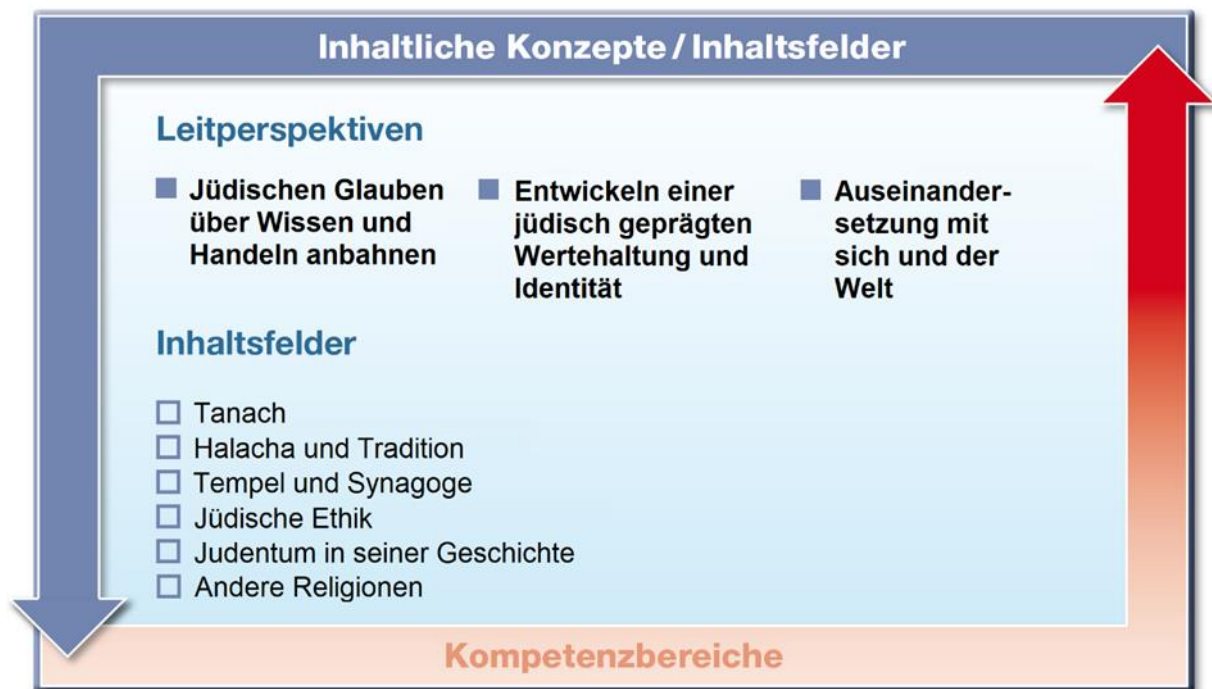 Inhaltliche Konzepte / Inhaltsfelder
Leitperspektiven
Jüdischen Glauben
über Wissen und
Handeln anbahnen
Entwickeln einer
jüdisch geprägten
Wertehaltung und
Identität
Auseinander-
setzung mit
sich und der
Welt
Inhaltsfelder
Tanach
Halacha und Tradition
Tempel und Synagoge
Jüdische Ethik
Judentum in seiner Geschichte
Andere Religionen
Kompetenzbereiche